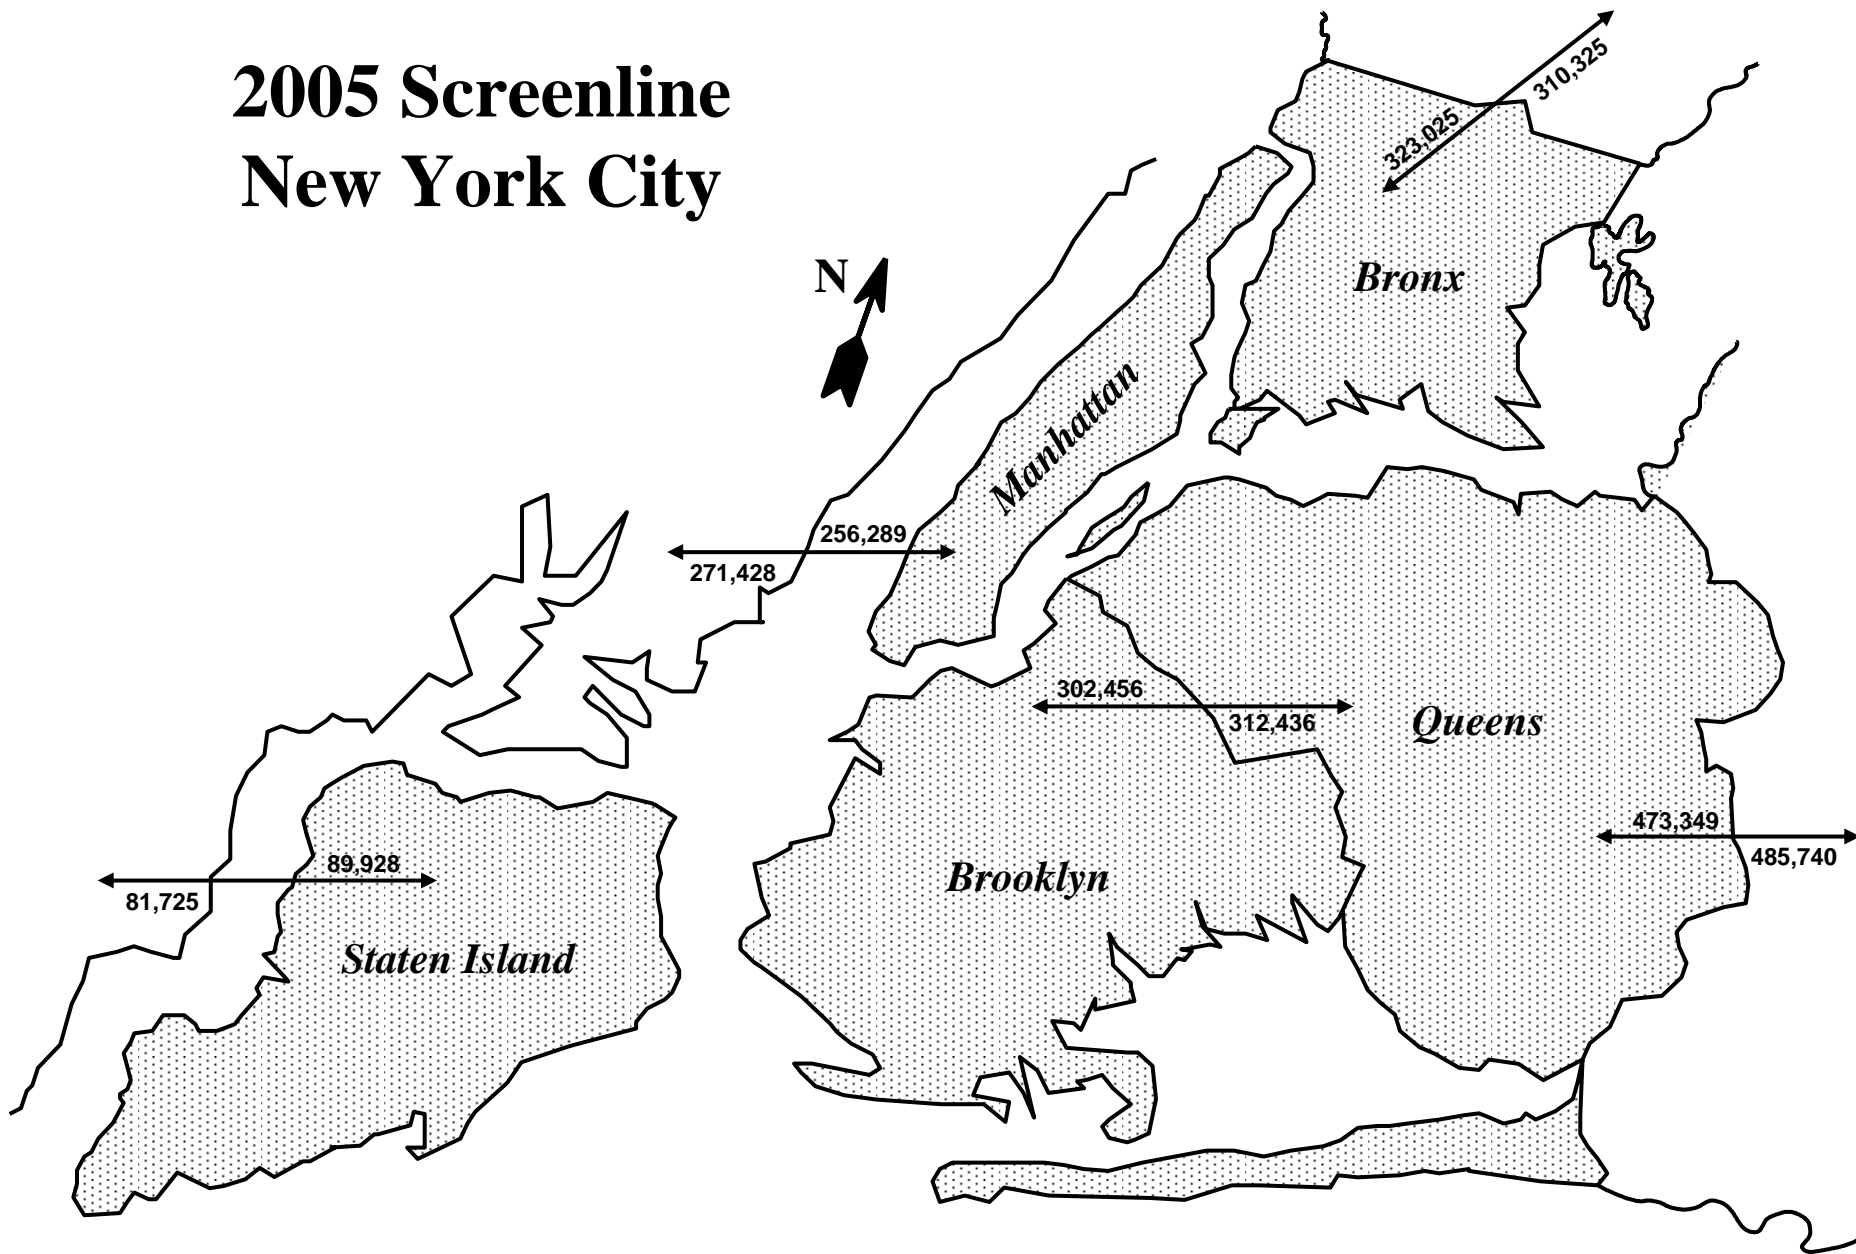 2005 Screenline
New York City
310,325
323,025
N
Bronx
Manhattan
256,289
271,428
302,456
312,436
Queens
473,349
485,740
89,928
81,725
Brooklyn
Staten Island